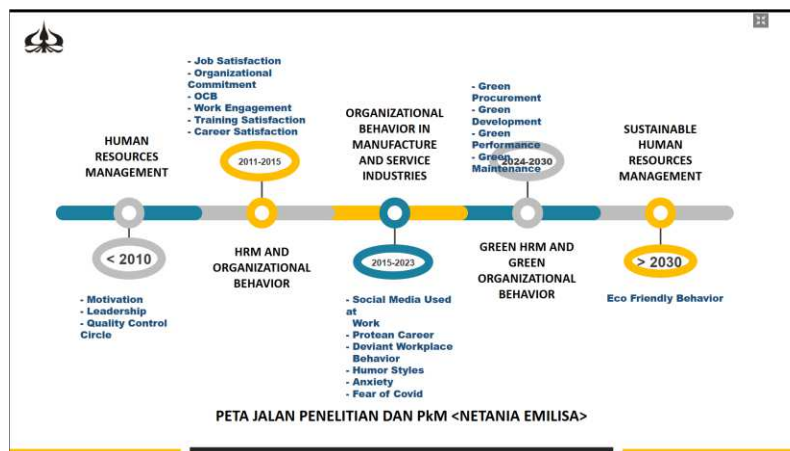 HUMAN
RESOURCES
MANAGEMENT
< 2010
- Motivation
- Leadership
- Quality Control
Circle
- Job Satisfaction
- Organizational
Commitment
- OCB
- Work Engagement
- Training Satisfaction
- Career Satisfaction
2011-2015
HRM AND
ORGANIZATIONAL
BEHAVIOR
ORGANIZATIONAL
BEHAVIOR IN
MANUFACTURE
AND SERVICE
INDUSTRIES
2015-2023
- Social Media Used
at
Work
- Protean Career
- Deviant Workplace
Behavior
- Humor Styles
- Anxiety
- Fear of Covid
- Green
Procurement
- Green
Development
- Green
Performance
- Green
Maintenance
2024-2030
GREEN HRM AND
GREEN
ORGANIZATIONAL
BEHAVIOR
SUSTAINABLE
HUMAN
RESOURCES
MANAGEMENT
> 2030
Eco Friendly Behavior
PETA JALAN PENELITIAN DAN PkM <NETANIA EMILISA>